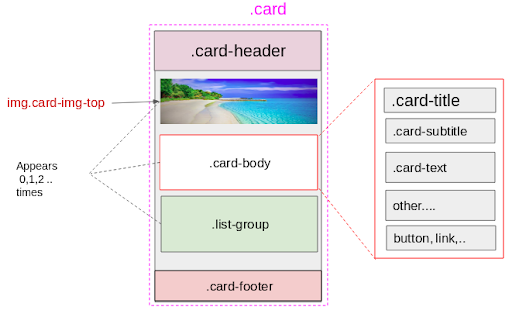 .card
.card-header
img.card-img-top
Appears
0,1,2 ..
times
.card-body
.list-group
.card-footer
.card-title
.card-subtitle
.card-text
other....
button, link,..